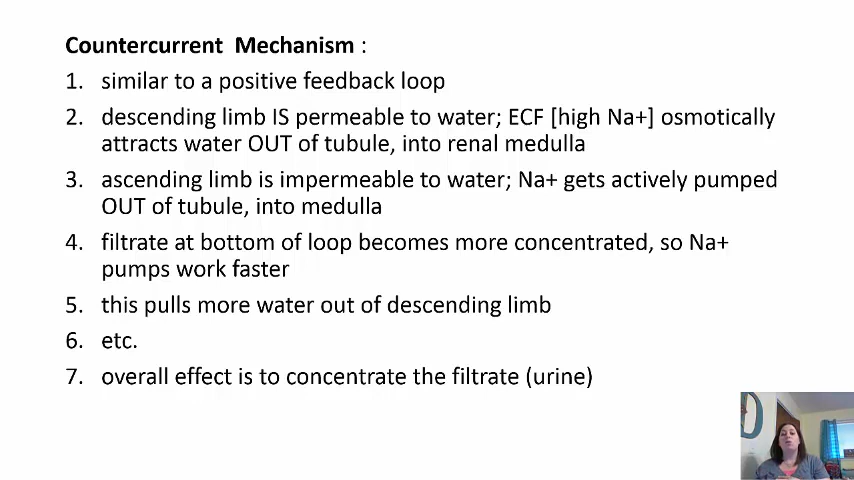 Countercurrent Mechanism :
1. similar to a positive feedback loop
2. descending limb IS permeable to water; ECF [high Na+] osmotically
attracts water OUT of tubule, into renal medulla
3. ascending limb is impermeable to water; Na+ gets actively pumped
OUT of tubule, into medulla
4. filtrate at bottom of loop becomes more concentrated, so Na+
pumps work faster
5. this pulls more water out of descending limb
6. etc.
7. overall effect is to concentrate the filtrate (urine)
D